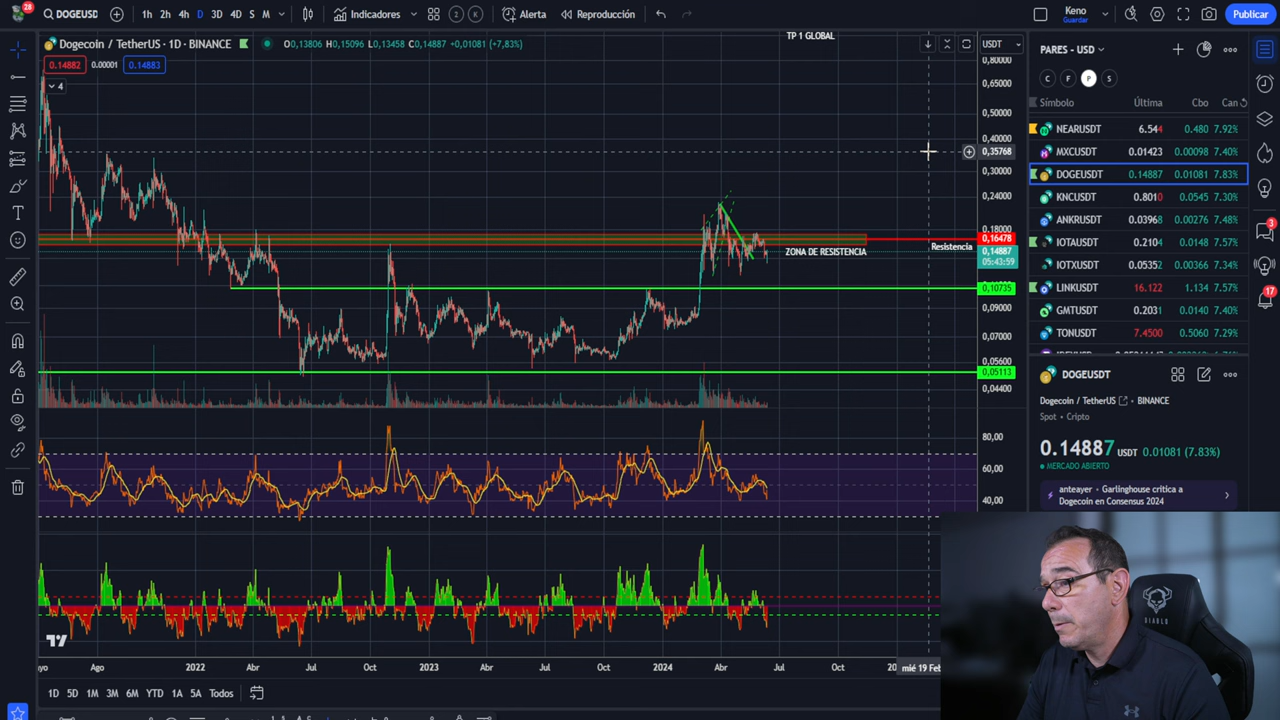 28
DOGEUSD
1h 2h 4h D 3D 4D S M
Indicadores
2
K
Alerta
Reproducción
Keno
Guardar
Publicar
Dogecoin / TetherUS · 1D · BINANCE
O0,13806 H0,15096 L0,13458 C0,14887 +0,01081 (+7,83%)
0.14882
0.00001
0.14883
4
TP 1 GLOBAL
USDT
0,80000
0,65000
0,50000
0,40000
0,35768
0,30000
0,24000
0,18000
0,16478
Resistencia
ZONA DE RESISTENCIA
0,14887
05:43:59
0,10735
0,09000
0,07000
0,05600
0,05113
0,04400
80,00
60,00
40,00
yo Ago 2022 Abr Jul Oct 2023 Abr Jul Oct 2024 Abr Jul Oct 20 mié 19 Feb
1D 5D 1M 3M 6M YTD 1A 5A Todos
PARES - USD
C F P S
Símbolo Última Cbo Can
NEARUSDT 6.544 0.480 7.92%
MXCUSDT 0.01423 0.00098 7.40%
DOGEUSDT 0.14887 0.01081 7.83%
KNCUSDT 0.8010 0.0545 7.30%
ANKRUSDT 0.03968 0.00276 7.48%
IOTAUSDT 0.2104 0.0148 7.57%
IOTXUSDT 0.05352 0.00366 7.34%
LINKUSDT 16.122 1.134 7.57%
GMTUSDT 0.2031 0.0140 7.40%
TONUSDT 7.4500 0.5060 7.29%
3
17
DOGEUSDT
Dogecoin / TetherUS · BINANCE
Spot · Cripto
0.14887 USDT 0.01081 (7.83%)
MERCADO ABIERTO
anteayer · Garlinghouse critica a
Dogecoin en Consensus 2024
DIABLO